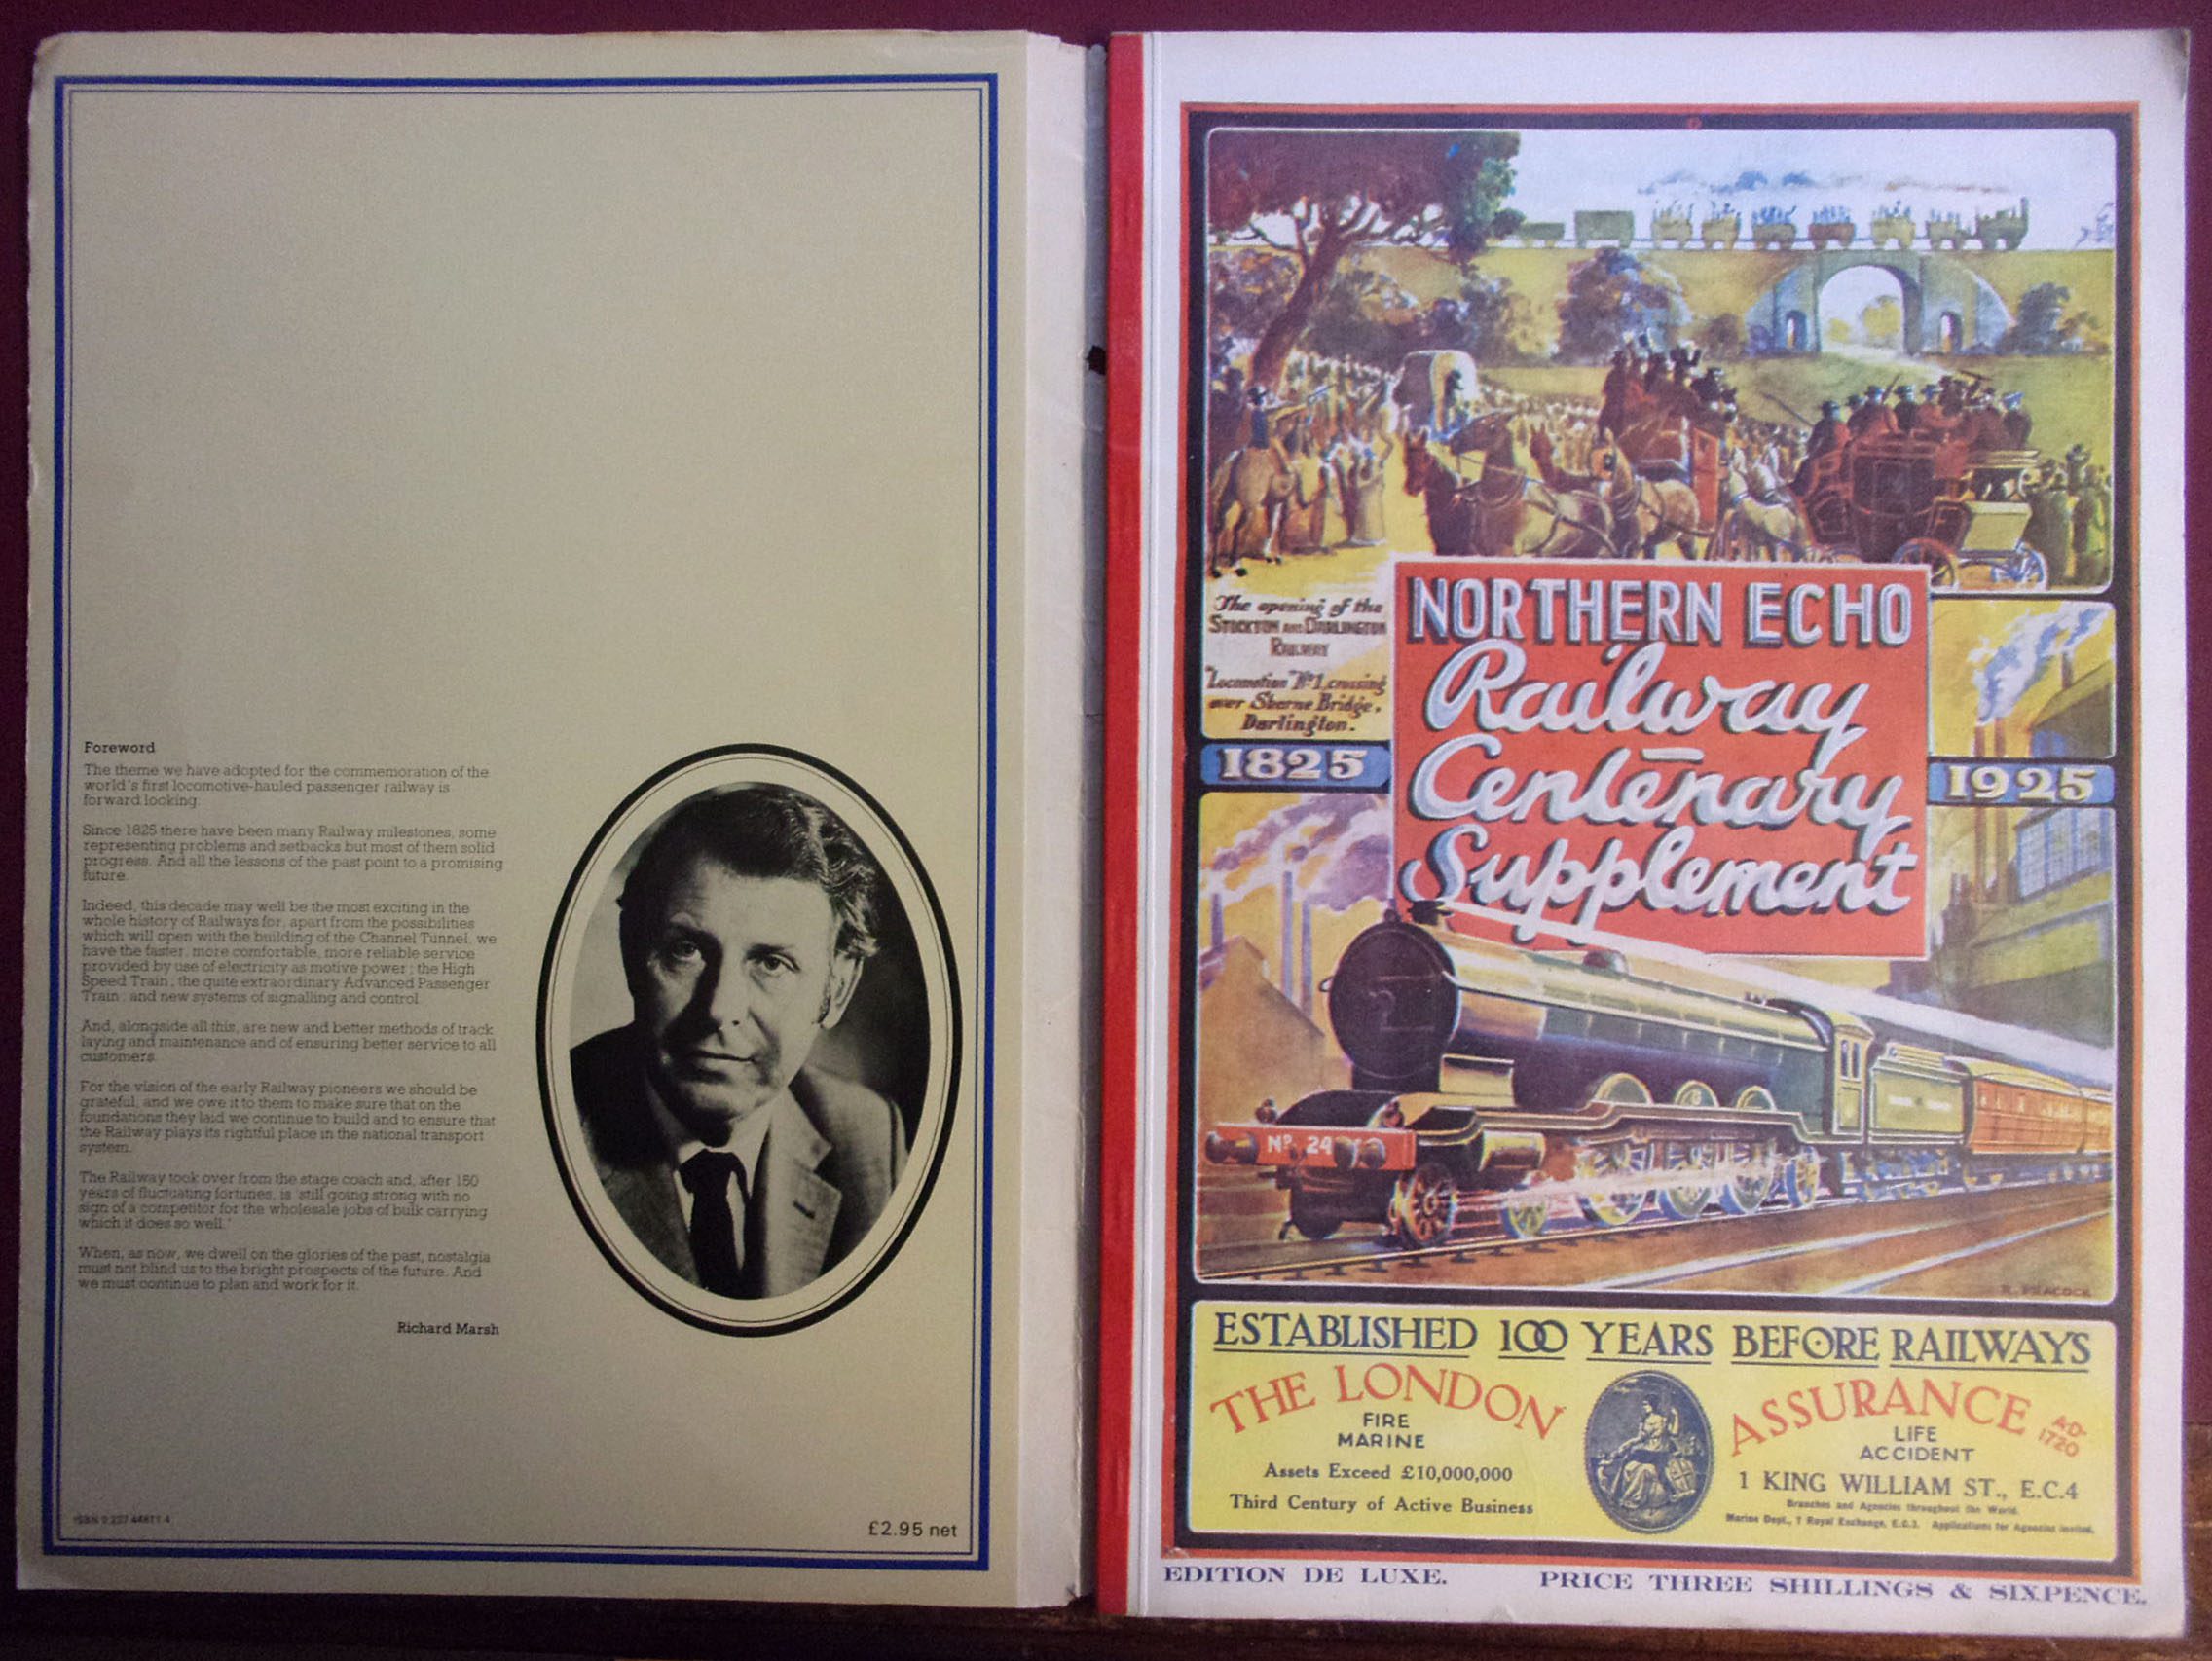 Foreword
The theme we have adopted for the commemoration of the
world's first locomotive-hauled passenger railway is
forward looking.
Since 1825 there have been many Railway milestones, some
representing problems and setbacks but most of them solid
progress. And all the lessons of the past point to a promising
future.
Indeed, this decade may well be the most exciting in the
whole history of Railways for, apart from the possibilities
which will open with the building of the Channel Tunnel, we
have the faster, more comfortable, more reliable service
provided by use of electricity as motive power; the High
Speed Train; the quite extraordinary Advanced Passenger
Train; and new systems of signalling and control.
And, alongside all this, are new and better methods of track
laying and maintenance and of ensuring better service to all
customers.
For the vision of the early Railway pioneers we should be
grateful, and we owe it to them to make sure that on the
foundations they laid we continue to build and to ensure that
the Railway plays its rightful place in the national transport
system.
The Railway took over from the stage coach and, after 150
years of fluctuating fortunes, is 'still going strong with no
sign of a competitor for the wholesale jobs of bulk carrying
which it does so well.'
When, as now, we dwell on the glories of the past, nostalgia
must not blind us to the bright prospects of the future. And
we must continue to plan and work for it.
Richard Marsh
ISBN 0 237 44811 4
£2.95 net
The opening of the
STOCKTON AND DARLINGTON
RAILWAY
"Locomotion" Nº 1 crossing
over Skerne Bridge,
Darlington.
NORTHERN ECHO
Railway
Centenary
Supplement
1825
1925
Nº. 24
R. PEACOCK
ESTABLISHED 100 YEARS BEFORE RAILWAYS
THE LONDON
ASSURANCE
A.D. 1720
FIRE
MARINE
Assets Exceed £10,000,000
Third Century of Active Business
LIFE
ACCIDENT
1 KING WILLIAM ST., E.C.4
Branches and Agencies throughout the World.
Marine Dept., 7 Royal Exchange, E.C.3. Applications for Agencies invited.
EDITION DE LUXE. PRICE THREE SHILLINGS & SIXPENCE.